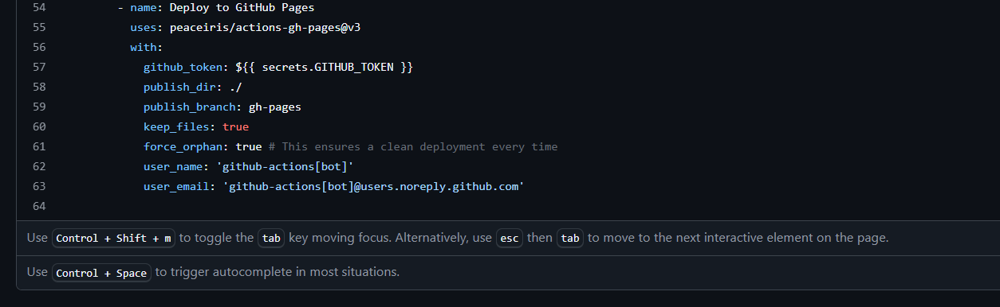 54 - name: Deploy to GitHub Pages
55 uses: peaceiris/actions-gh-pages@v3
56 with:
57 github_token: ${{ secrets.GITHUB_TOKEN }}
58 publish_dir: ./
59 publish_branch: gh-pages
60 keep_files: true
61 force_orphan: true # This ensures a clean deployment every time
62 user_name: 'github-actions[bot]'
63 user_email: 'github-actions[bot]@users.noreply.github.com'
64
Use Control + Shift + m to toggle the tab key moving focus. Alternatively, use esc then tab to move to the next interactive element on the page.
Use Control + Space to trigger autocomplete in most situations.